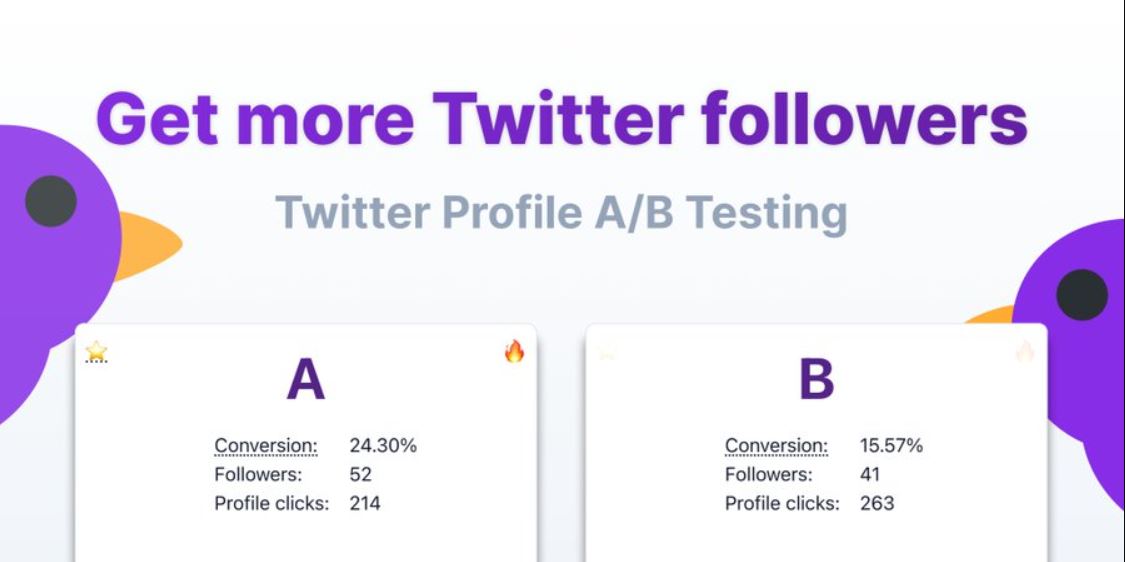 Get more Twitter followers
Twitter Profile A/B Testing
A
Conversion: 24.30%
Followers: 52
Profile clicks: 214
B
Conversion: 15.57%
Followers: 41
Profile clicks: 263